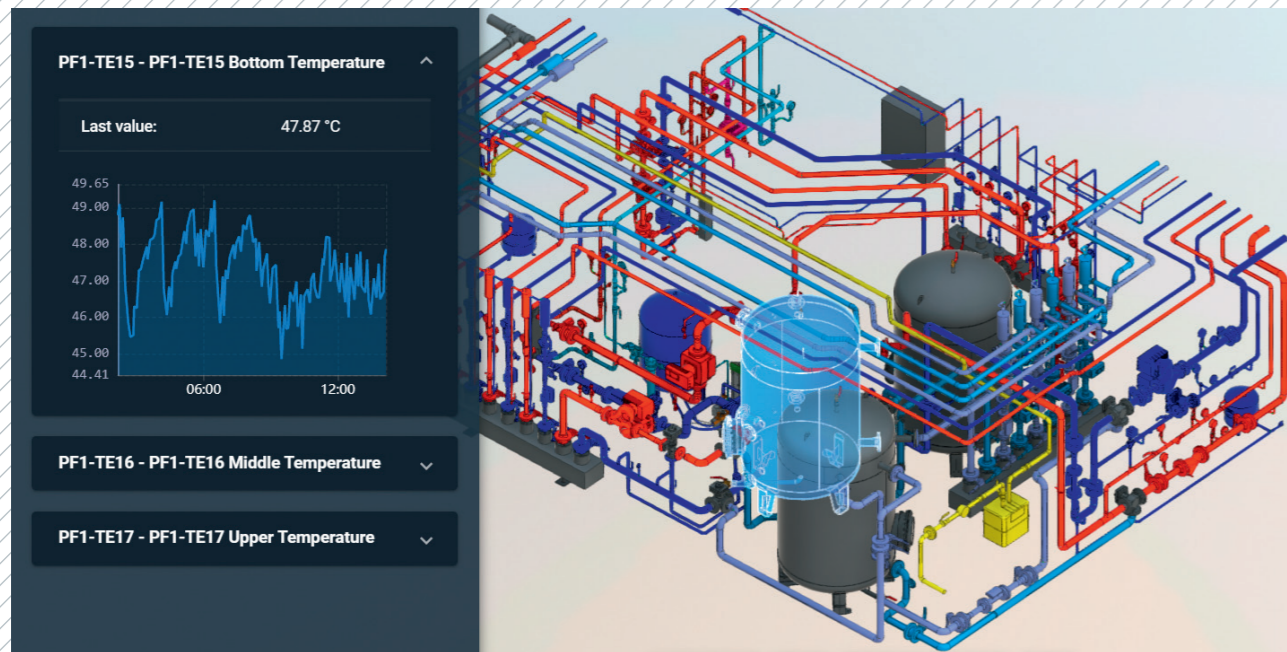 PF1-TE15 - PF1-TE15 Bottom Temperature
Last value: 47.87 °C
49.65
49.00
48.00
47.00
46.00
45.00
44.41
06:00 12:00
PF1-TE16 - PF1-TE16 Middle Temperature
PF1-TE17 - PF1-TE17 Upper Temperature